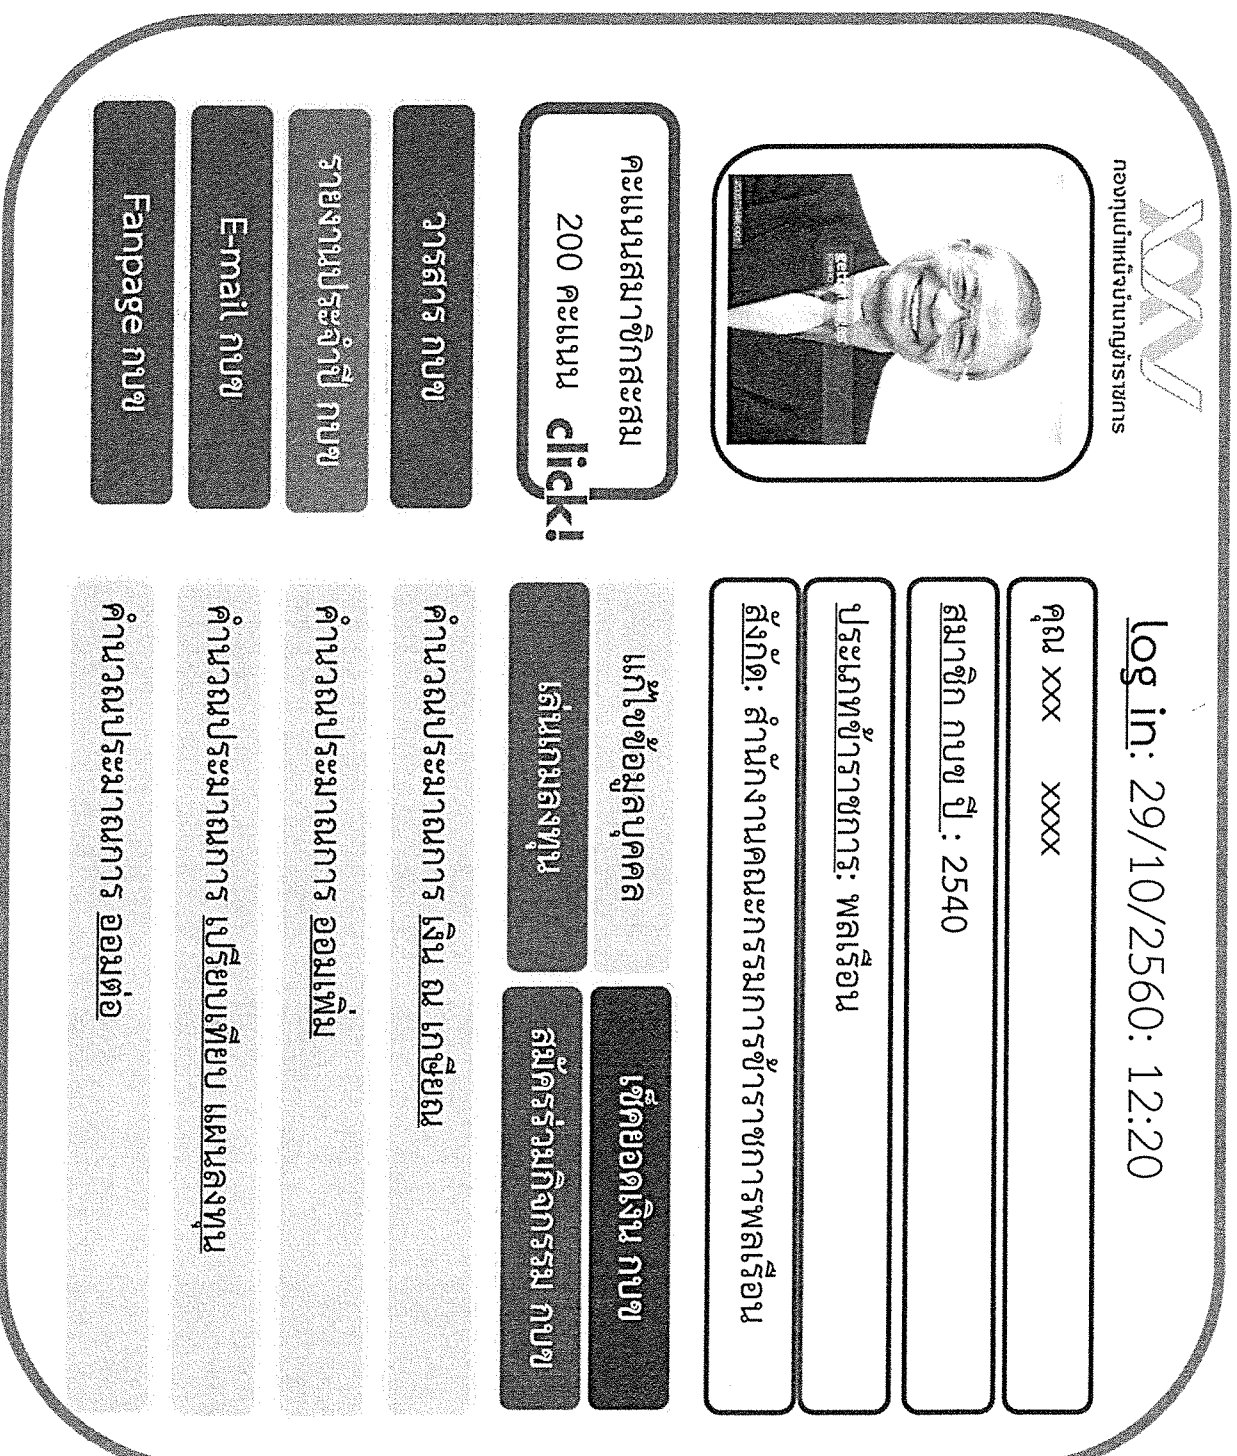 กองทุนบำเหน็จบำนาญข้าราชการ
log in: 29/10/2560: 12:20
คุณ xxx xxxx
สมาชิก กบข ปี : 2540
ประเภทข้าราชการ: พลเรือน
สังกัด: สำนักงานคณะกรรมการข้าราชการพลเรือน
คะแนนสมาชิกสะสม
200 คะแนน
click!
แก้ไขข้อมูลบุคคล
เช็คยอดเงิน กบข
เล่นเกมลงทุน
สมัครร่วมกิจกรรม กบข
วารสาร กบข
คำนวณประมาณการ เงิน ณ เกษียณ
รายงานประจำปี กบข
คำนวณประมาณการ ออมเพิ่ม
E-mail กบข
คำนวณประมาณการ เปรียบเทียบ แผนลงทุน
Fanpage กบข
คำนวณประมาณการ ออมต่อ